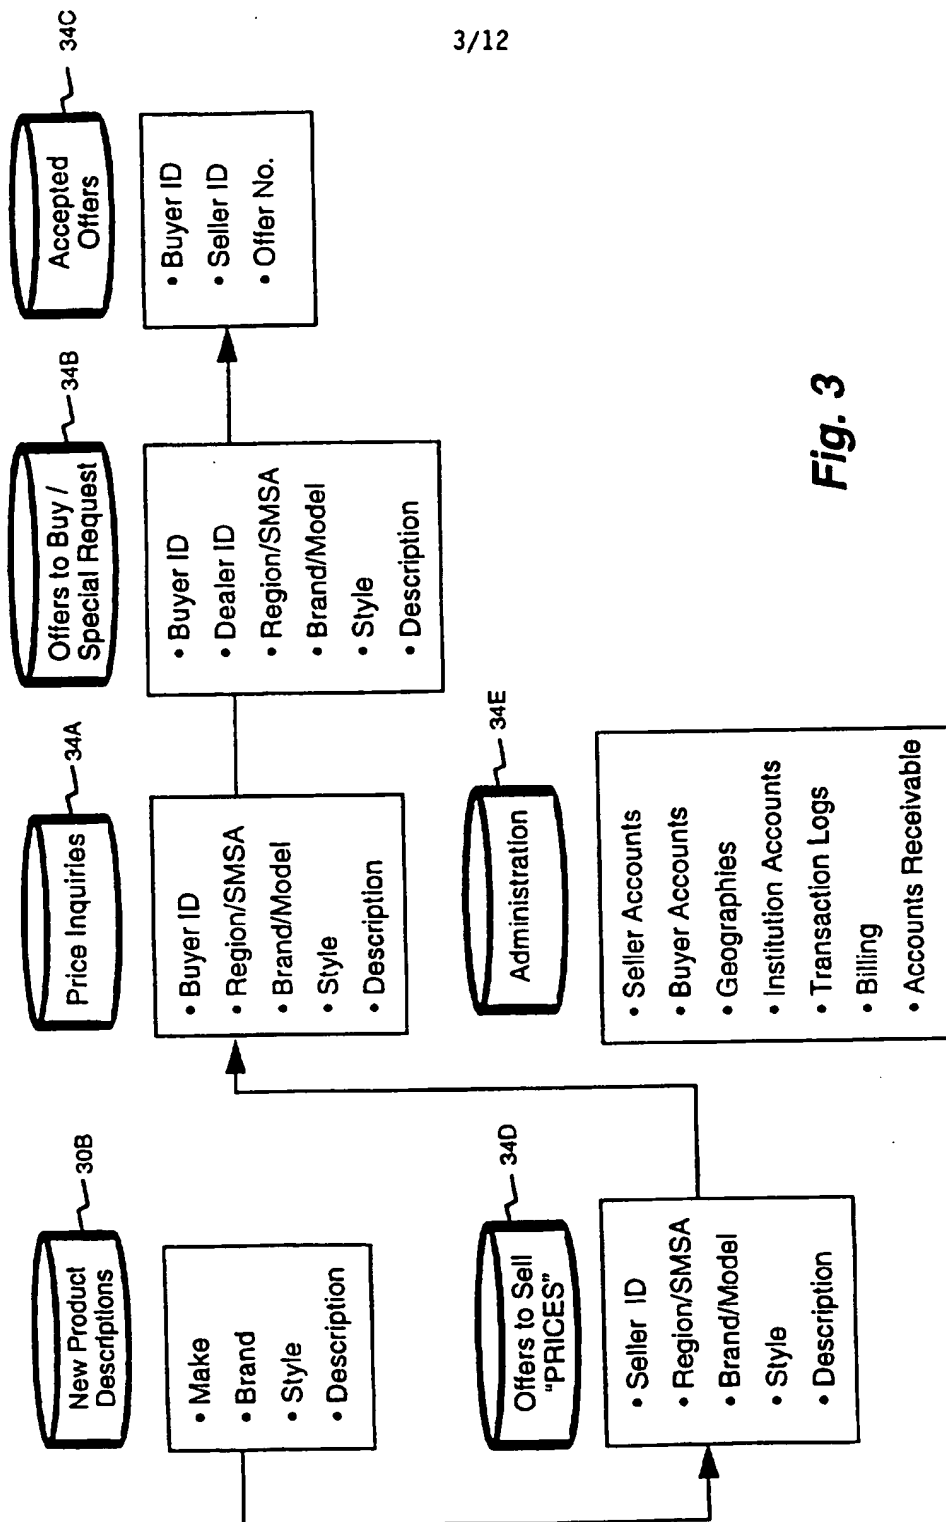 3/12
New Product
Descriptions
30B
• Make
• Brand
• Style
• Description
Price Inquiries
34A
• Buyer ID
• Region/SMSA
• Brand/Model
• Style
• Description
Offers to Buy /
Special Request
34B
• Buyer ID
• Dealer ID
• Region/SMSA
• Brand/Model
• Style
• Description
Accepted
Offers
34C
• Buyer ID
• Seller ID
• Offer No.
Offers to Sell
"PRICES"
34D
• Seller ID
• Region/SMSA
• Brand/Model
• Style
• Description
Administration
34E
• Seller Accounts
• Buyer Accounts
• Geographies
• Institution Accounts
• Transaction Logs
• Billing
• Accounts Receivable
Fig. 3